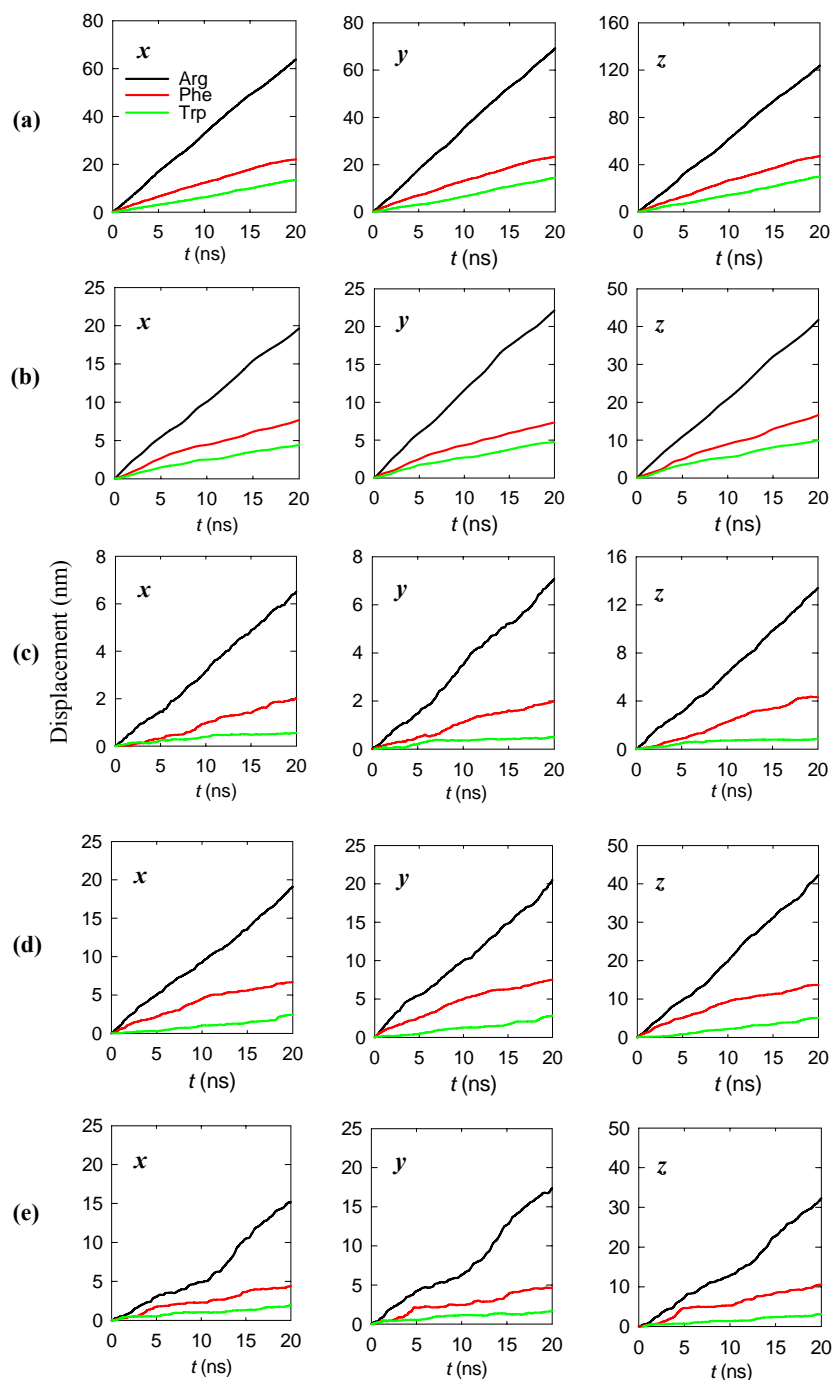 80 80 160
x y z
Arg
Phe
Trp
60 60 120
(a)
40 40 80
20 20 40
0 0 0
0 5 10 15 20 0 5 10 15 20 0 5 10 15 20
t (ns) t (ns) t (ns)
25 25 50
x y z
20 20 40
(b)
15 15 30
10 10 20
5 5 10
0 0 0
0 5 10 15 20 0 5 10 15 20 0 5 10 15 20
t (ns) t (ns) t (ns)
Displacement (nm)
8 8 16
x y z
6 6 12
(c)
4 4 8
2 2 4
0 0 0
0 5 10 15 20 0 5 10 15 20 0 5 10 15 20
t (ns) t (ns) t (ns)
25 25 50
x y z
20 20 40
(d)
15 15 30
10 10 20
5 5 10
0 0 0
0 5 10 15 20 0 5 10 15 20 0 5 10 15 20
t (ns) t (ns) t (ns)
25 25 50
x y z
20 20 40
(e)
15 15 30
10 10 20
5 5 10
0 0 0
0 5 10 15 20 0 5 10 15 20 0 5 10 15 20
t (ns) t (ns) t (ns)